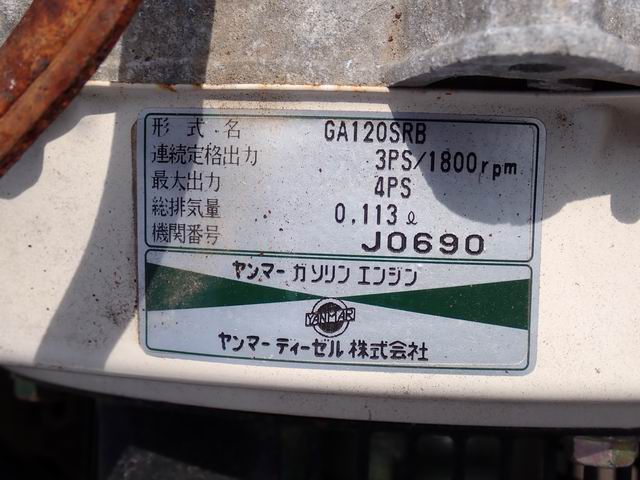 形式名 GA120SRB
連続定格出力 3PS/1800rpm
最大出力 4PS
総排気量 0.113ℓ
機関番号 J0690
ヤンマー ガソリン エンジン
YANMAR
ヤンマー ディーゼル 株式会社